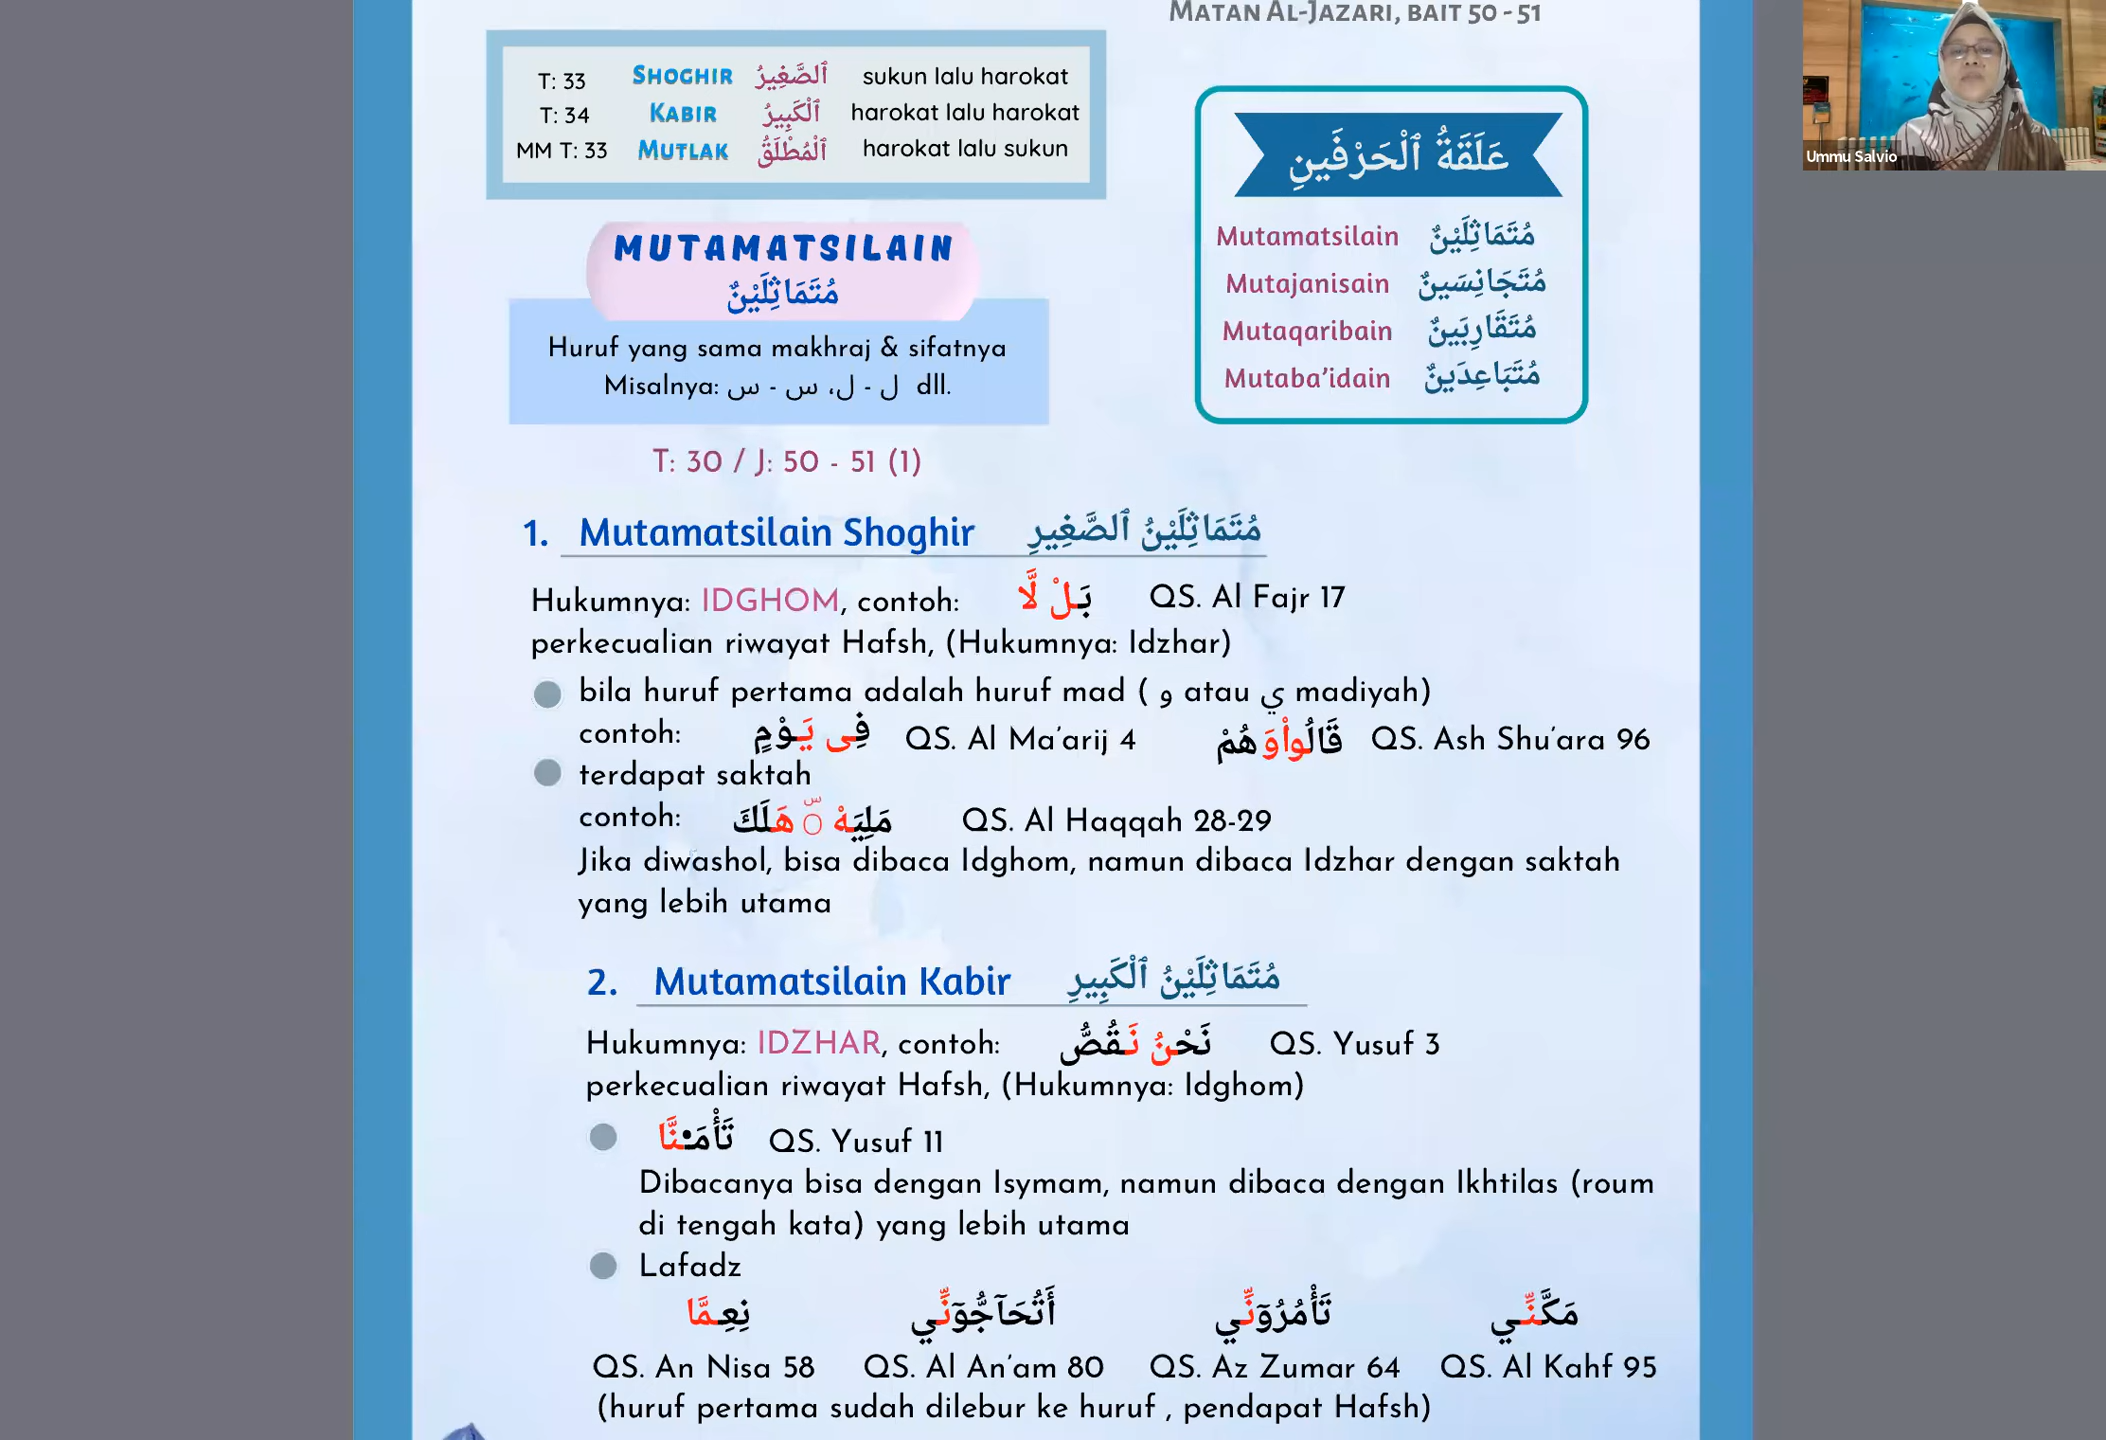 MATAN AL-JAZARI, BAIT 50 - 51
T: 33 SHOGHIR ٱلصَّغِيرُ sukun lalu harokat
T: 34 KABIR ٱلْكَبِيرُ harokat lalu harokat
MM T: 33 MUTLAK ٱلْمُطْلَقُ harokat lalu sukun
عَلَقَةُ ٱلْحَرْفَينِ
Mutamatsilain مُتَمَاثِلَيْنٌ
Mutajanisain مُتَجَانِسَينٌ
Mutaqaribain مُتَقَارِبَينٌ
Mutaba'idain مُتَبَاعِدَينٌ
Ummu Salvio
MUTAMATSILAIN
مُتَمَاثِلَيْنٌ
Huruf yang sama makhraj & sifatnya
Misalnya: ل - ل، س - س dll.
T: 30 / J: 50 - 51 (1)
1. Mutamatsilain Shoghir مُتَمَاثِلَيْنُ ٱلصَّغِيرِ
Hukumnya: IDGHOM, contoh: بَلْ لَّا QS. Al Fajr 17
perkecualian riwayat Hafsh, (Hukumnya: Idzhar)
bila huruf pertama adalah huruf mad ( و atau ي madiyah)
contoh: فِى يَوْمٍ QS. Al Ma'arij 4 قَالُواْ وَهُمْ QS. Ash Shu'ara 96
terdapat saktah
contoh: مَلِيَهْ ۜ هَلَكَ QS. Al Haqqah 28-29
Jika diwashol, bisa dibaca Idghom, namun dibaca Idzhar dengan saktah
yang lebih utama
2. Mutamatsilain Kabir مُتَمَاثِلَيْنُ ٱلْكَبِيرِ
Hukumnya: IDZHAR, contoh: نَحْنُ نَقُصُّ QS. Yusuf 3
perkecualian riwayat Hafsh, (Hukumnya: Idghom)
تَأْمَ۬نَّا QS. Yusuf 11
Dibacanya bisa dengan Isymam, namun dibaca dengan Ikhtilas (roum
di tengah kata) yang lebih utama
Lafadz
نِعِمَّا أَتُحَآجُّوٓنِّي تَأْمُرُوٓنِّي مَكَّنِّي
QS. An Nisa 58 QS. Al An'am 80 QS. Az Zumar 64 QS. Al Kahf 95
(huruf pertama sudah dilebur ke huruf , pendapat Hafsh)